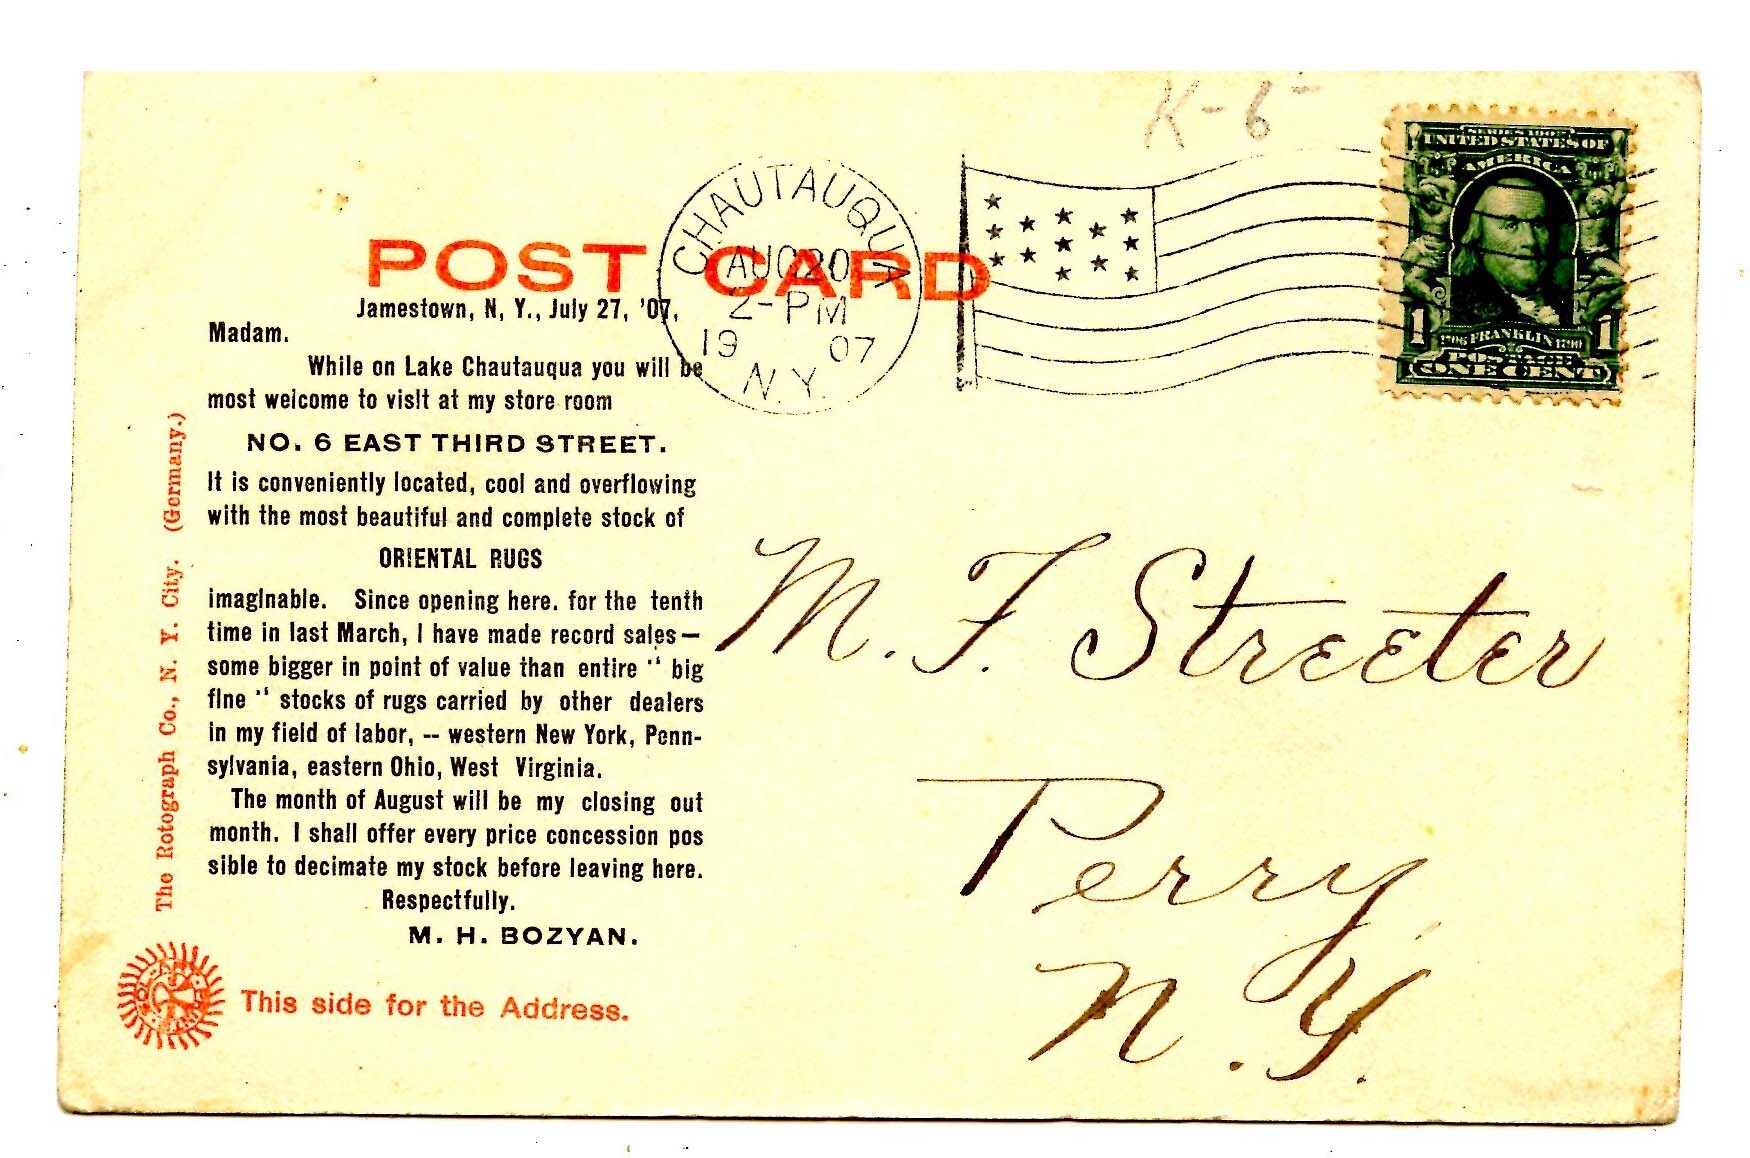 K-6-
SERIES 1902
UNITED STATES OF
AMERICA
1 1706 FRANKLIN 1790 1
POSTAGE
ONE CENT
CHAUTAUQUA
AUG 20
2-PM
19 07
N.Y.
POST CARD
Jamestown, N, Y., July 27, '07,
Madam.
While on Lake Chautauqua you will be
most welcome to visit at my store room
NO. 6 EAST THIRD STREET.
It is conveniently located, cool and overflowing
with the most beautiful and complete stock of
ORIENTAL RUGS
imaginable. Since opening here. for the tenth
time in last March, I have made record sales—
some bigger in point of value than entire " big
fine " stocks of rugs carried by other dealers
in my field of labor, -- western New York, Penn-
sylvania, eastern Ohio, West Virginia.
The month of August will be my closing out
month. I shall offer every price concession pos
sible to decimate my stock before leaving here.
Respectfully.
M. H. BOZYAN.
This side for the Address.
The Rotograph Co., N. Y. City. (Germany.)
M. F. Streeter
Perry
N.Y.